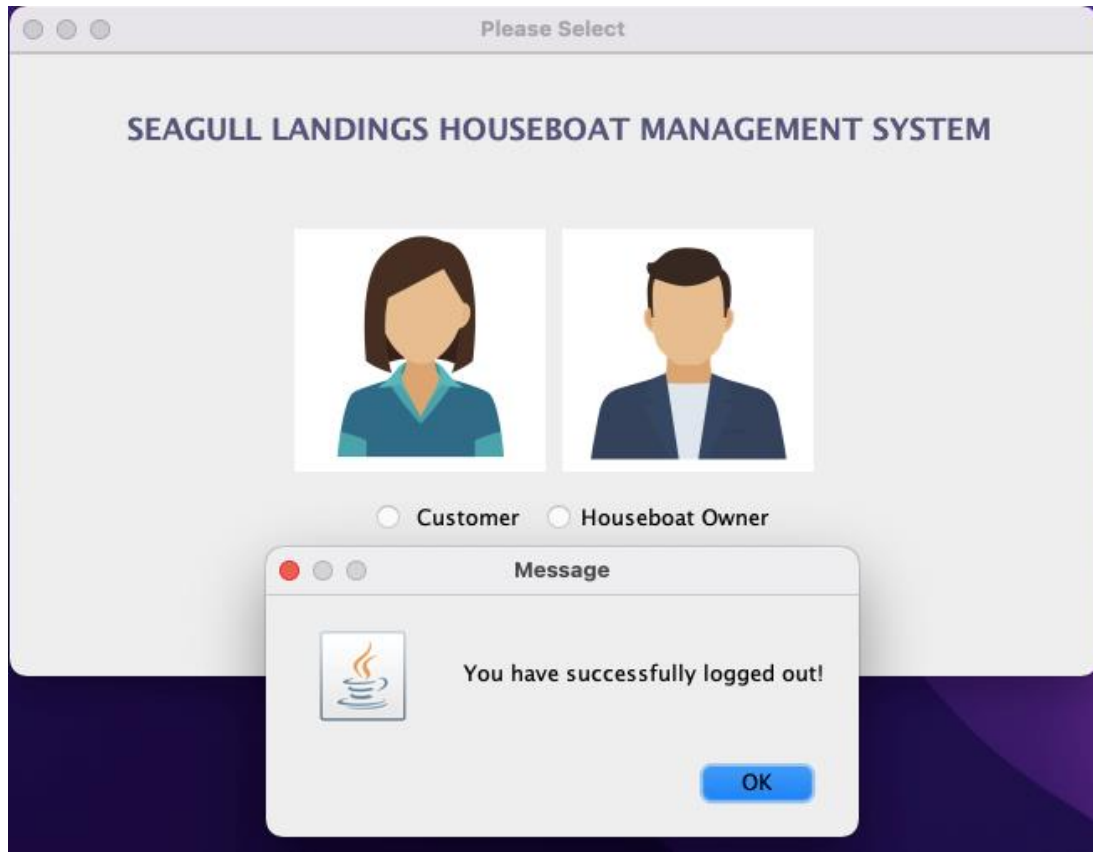 Please Select
SEAGULL LANDINGS HOUSEBOAT MANAGEMENT SYSTEM
Customer Houseboat Owner
Message
You have successfully logged out!
OK